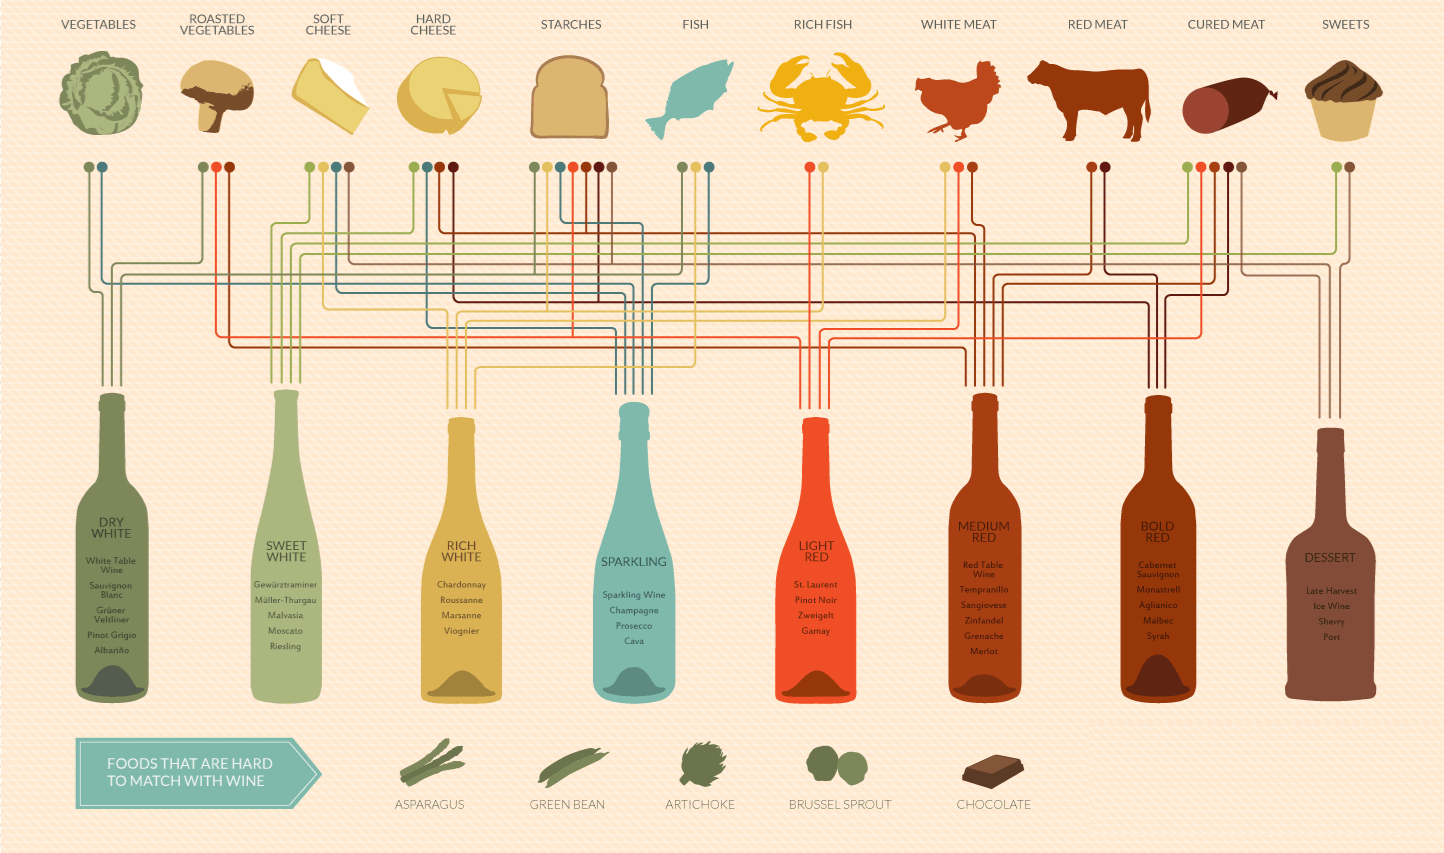 VEGETABLES
ROASTED
VEGETABLES
SOFT
CHEESE
HARD
CHEESE
STARCHES
FISH
RICH FISH
WHITE MEAT
RED MEAT
CURED MEAT
SWEETS
DRY
WHITE
White Table
Wine
Sauvignon
Blanc
Grüner
Veltliner
Pinot Grigio
Albariño
SWEET
WHITE
Gewürztraminer
Müller-Thurgau
Malvasia
Moscato
Riesling
RICH
WHITE
Chardonnay
Roussanne
Marsanne
Viognier
SPARKLING
Sparkling Wine
Champagne
Prosecco
Cava
LIGHT
RED
St. Laurent
Pinot Noir
Zweigelt
Gamay
MEDIUM
RED
Red Table
Wine
Tempranillo
Sangiovese
Zinfandel
Grenache
Merlot
BOLD
RED
Cabernet
Sauvignon
Monastrell
Aglianico
Malbec
Syrah
DESSERT
Late Harvest
Ice Wine
Sherry
Port
FOODS THAT ARE HARD
TO MATCH WITH WINE
ASPARAGUS
GREEN BEAN
ARTICHOKE
BRUSSEL SPROUT
CHOCOLATE